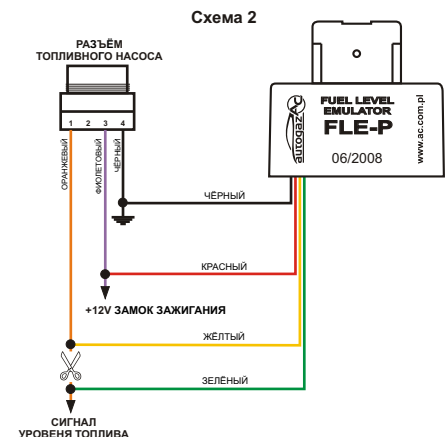 Схема 2
РАЗЪЁМ
ТОПЛИВНОГО НАСОСА
1 2 3 4
ОРАНЖЕВЫЙ
ФИОЛЕТОВЫЙ
ЧЁРНЫЙ
autogaz AC
FUEL LEVEL
EMULATOR
FLE-P
06/2008
www.ac.com.pl
ЧЁРНЫЙ
КРАСНЫЙ
+12V ЗАМОК ЗАЖИГАНИЯ
ЖЁЛТЫЙ
ЗЕЛЁНЫЙ
СИГНАЛ
УРОВЕНЯ ТОПЛИВА